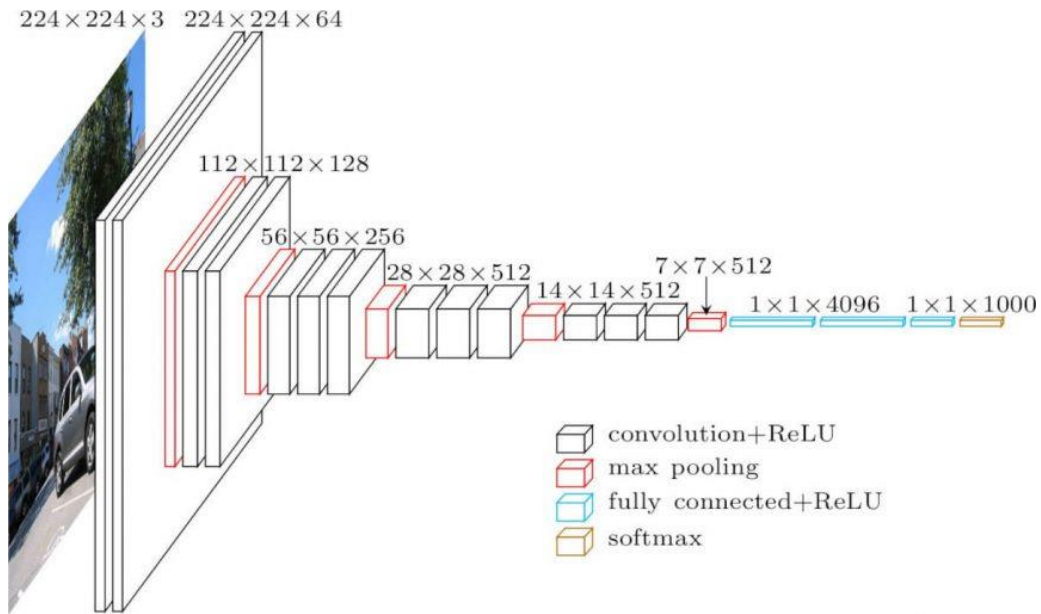 224 × 224 × 3
224 × 224 × 64
112 × 112 × 128
56 × 56 × 256
28 × 28 × 512
14 × 14 × 512
7 × 7 × 512
1 × 1 × 4096
1 × 1 × 1000
convolution+ReLU
max pooling
fully connected+ReLU
softmax